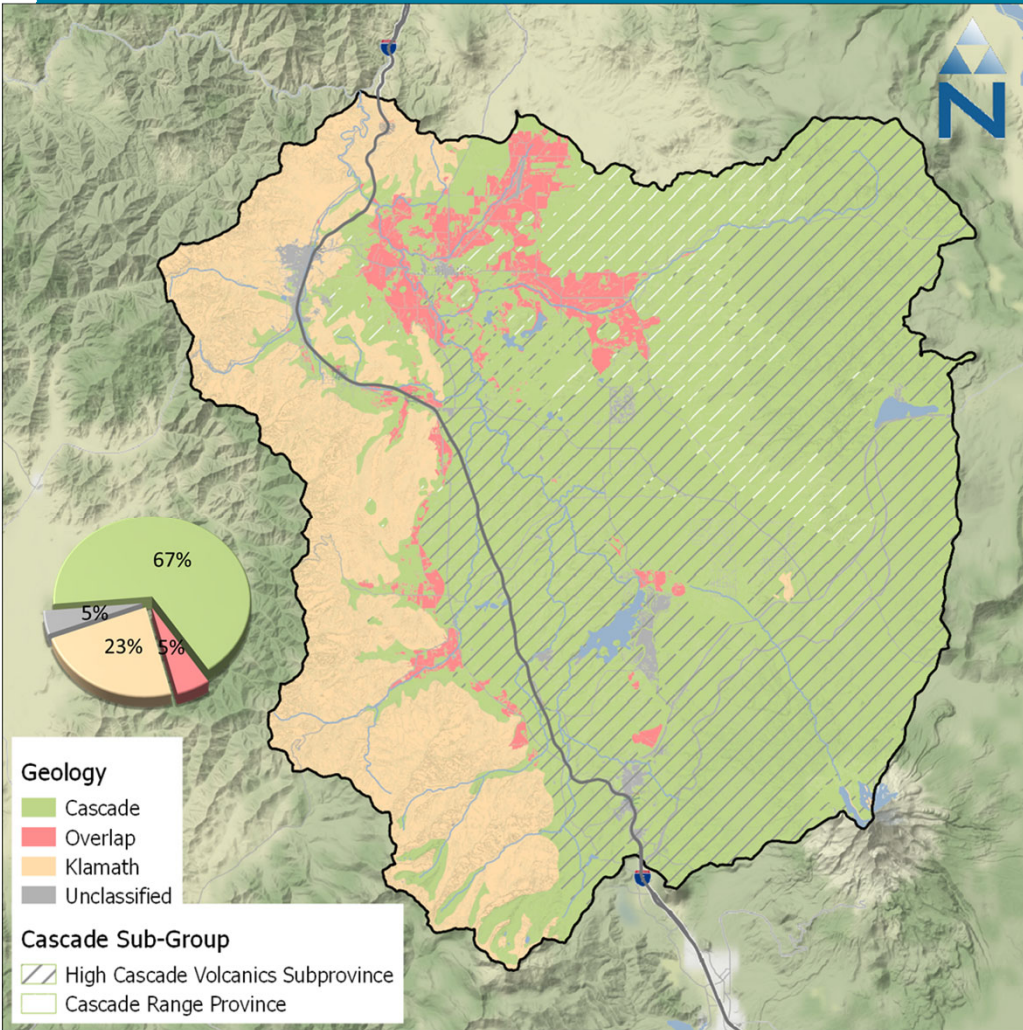 N
67%
5%
23%
5%
Geology
Cascade
Overlap
Klamath
Unclassified
Cascade Sub-Group
High Cascade Volcanics Subprovince
Cascade Range Province